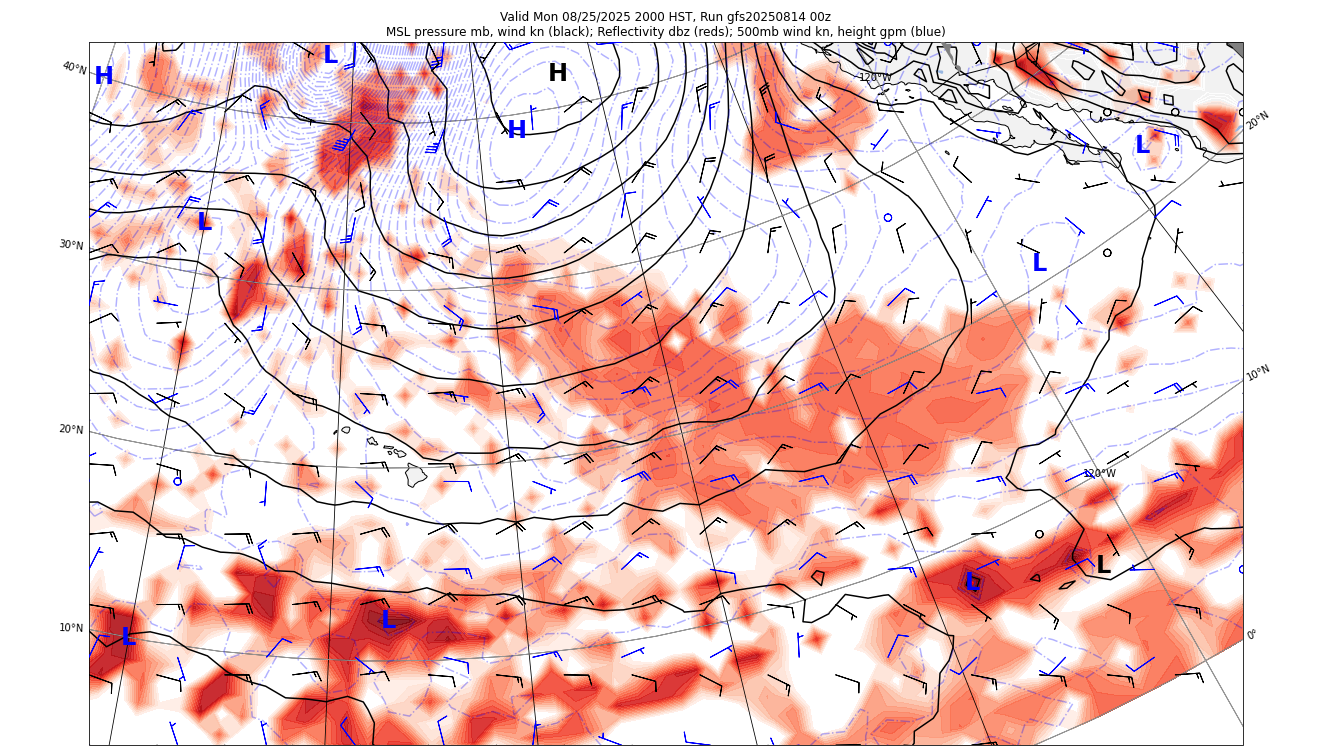 Valid Mon 08/25/2025 2000 HST, Run gfs20250814 00z
MSL pressure mb, wind kn (black); Reflectivity dbz (reds); 500mb wind kn, height gpm (blue)
L
H
H
40°N
120°W
H
20°N
L
L
30°N
L
10°N
20°N
120°W
L
L
L
10°N
L
0°